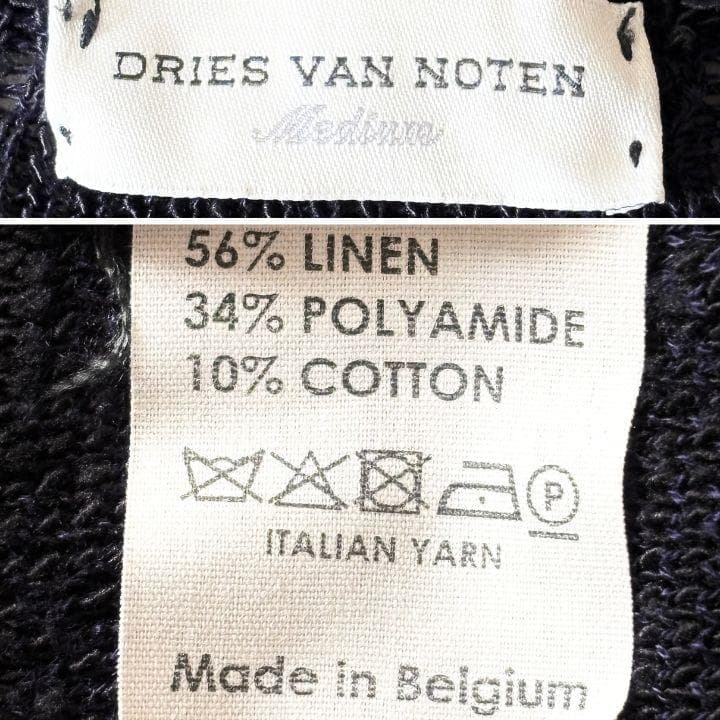 DRIES VAN NOTEN
Medium
56% LINEN
34% POLYAMIDE
10% COTTON
P
ITALIAN YARN
Made in Belgium